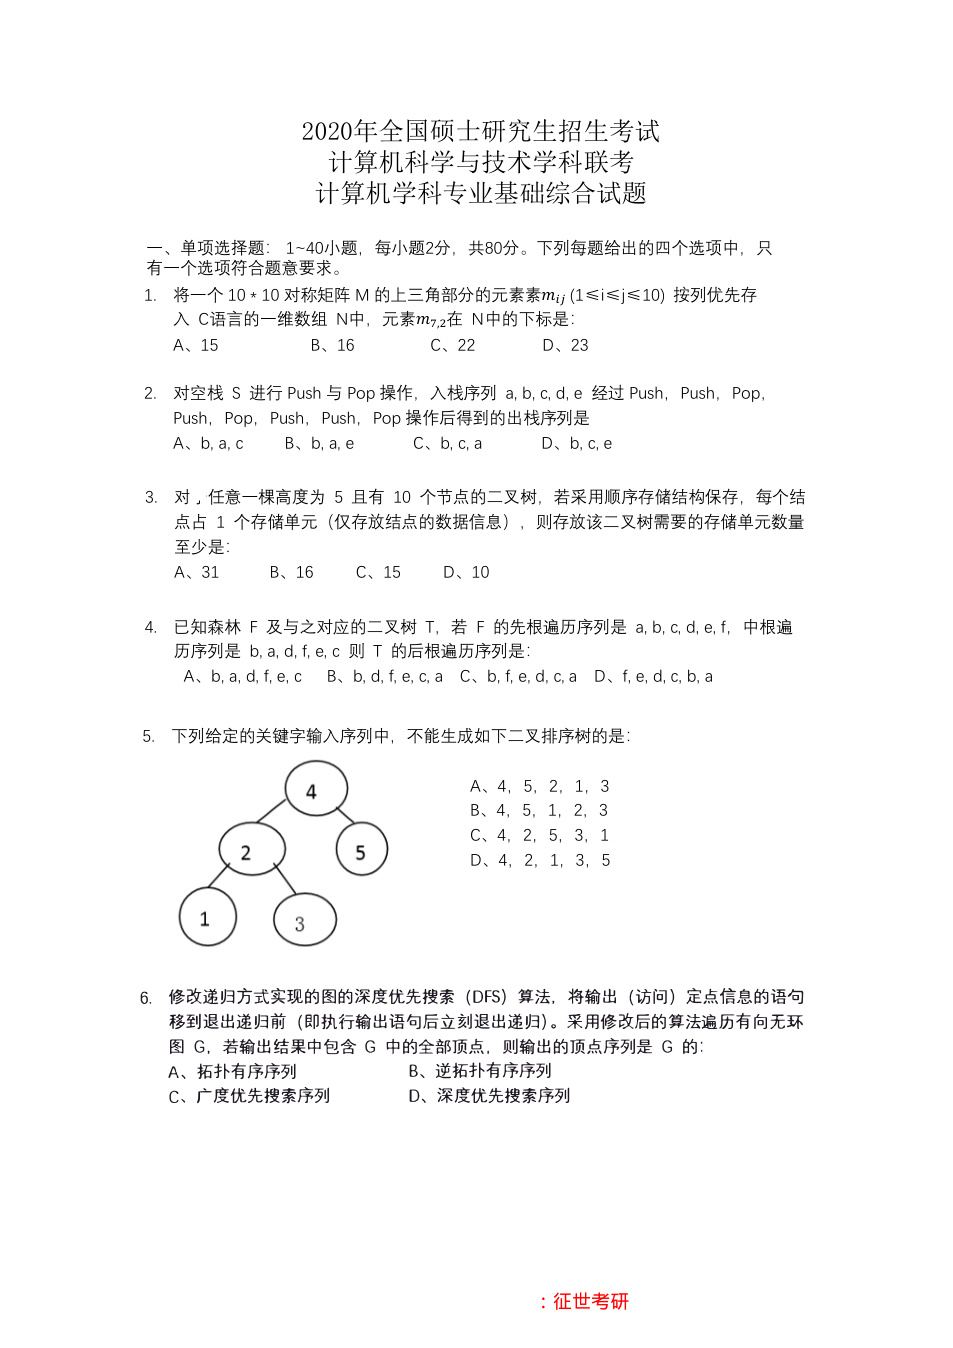 2020年全国硕士研究生招生考试
计算机科学与技术学科联考
计算机学科专业基础综合试题
一、单项选择题： 1~40小题，每小题2分，共80分。下列每题给出的四个选项中，只
有一个选项符合题意要求。
1. 将一个 10 * 10 对称矩阵 M 的上三角部分的元素素m_{ij} (1≤i≤j≤10) 按列优先存
入 C语言的一维数组 N中，元素m_{7,2}在 N中的下标是：
A、15 B、16 C、22 D、23
2. 对空栈 S 进行 Push 与 Pop 操作，入栈序列 a, b, c, d, e 经过 Push，Push，Pop，
Push，Pop，Push，Push，Pop 操作后得到的出栈序列是
A、b, a, c B、b, a, e C、b, c, a D、b, c, e
3. 对 , 任意一棵高度为 5 且有 10 个节点的二叉树，若采用顺序存储结构保存，每个结
点占 1 个存储单元（仅存放结点的数据信息），则存放该二叉树需要的存储单元数量
至少是：
A、31 B、16 C、15 D、10
4. 已知森林 F 及与之对应的二叉树 T，若 F 的先根遍历序列是 a, b, c, d, e, f，中根遍
历序列是 b, a, d, f, e, c 则 T 的后根遍历序列是：
A、b, a, d, f, e, c B、b, d, f, e, c, a C、b, f, e, d, c, a D、f, e, d, c, b, a
5. 下列给定的关键字输入序列中，不能生成如下二叉排序树的是：
4
2 5
1 3
A、4，5，2，1，3
B、4，5，1，2，3
C、4，2，5，3，1
D、4，2，1，3，5
6. 修改递归方式实现的图的深度优先搜索（DFS）算法，将输出（访问）定点信息的语句
移到退出递归前（即执行输出语句后立刻退出递归）。采用修改后的算法遍历有向无环
图 G，若输出结果中包含 G 中的全部顶点，则输出的顶点序列是 G 的：
A、拓扑有序序列 B、逆拓扑有序序列
C、广度优先搜索序列 D、深度优先搜索序列
：征世考研